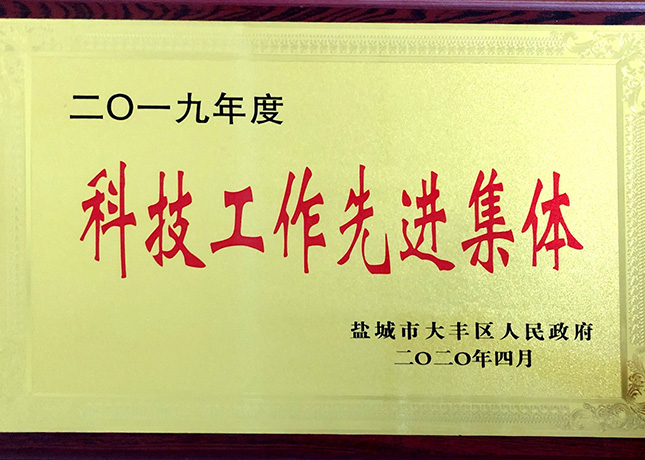 二〇一九年度
科技工作先进集体
盐城市大丰区人民政府
二〇二〇年四月